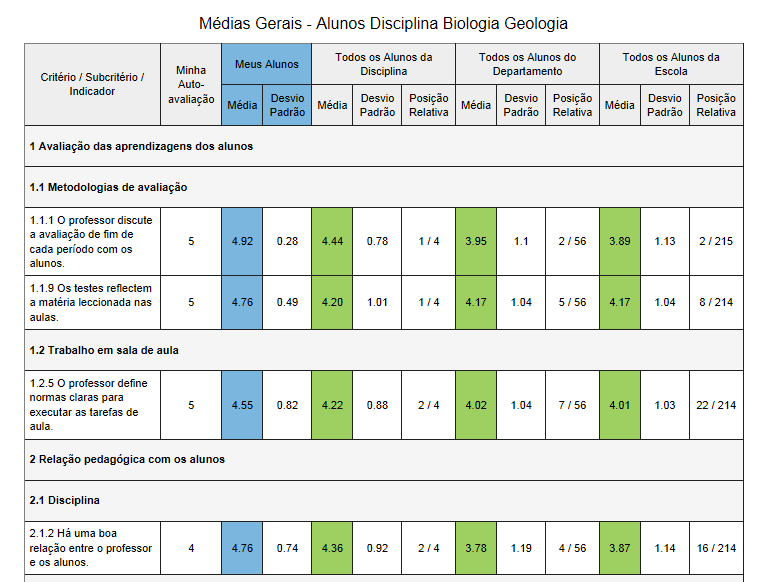 Médias Gerais - Alunos Disciplina Biologia Geologia
Critério / Subcritério / Indicador Minha Auto-avaliação Meus Alunos Todos os Alunos da Disciplina Todos os Alunos do Departamento Todos os Alunos da Escola
Média Desvio Padrão Média Desvio Padrão Posição Relativa Média Desvio Padrão Posição Relativa Média Desvio Padrão Posição Relativa
1 Avaliação das aprendizagens dos alunos
1.1 Metodologias de avaliação
1.1.1 O professor discute a avaliação de fim de cada período com os alunos. 5 4.92 0.28 4.44 0.78 1 / 4 3.95 1.1 2 / 56 3.89 1.13 2 / 215
1.1.9 Os testes reflectem a matéria leccionada nas aulas. 5 4.76 0.49 4.20 1.01 1 / 4 4.17 1.04 5 / 56 4.17 1.04 8 / 214
1.2 Trabalho em sala de aula
1.2.5 O professor define normas claras para executar as tarefas de aula. 5 4.55 0.82 4.22 0.88 2 / 4 4.02 1.04 7 / 56 4.01 1.03 22 / 214
2 Relação pedagógica com os alunos
2.1 Disciplina
2.1.2 Há uma boa relação entre o professor e os alunos. 4 4.76 0.74 4.36 0.92 2 / 4 3.78 1.19 4 / 56 3.87 1.14 16 / 214